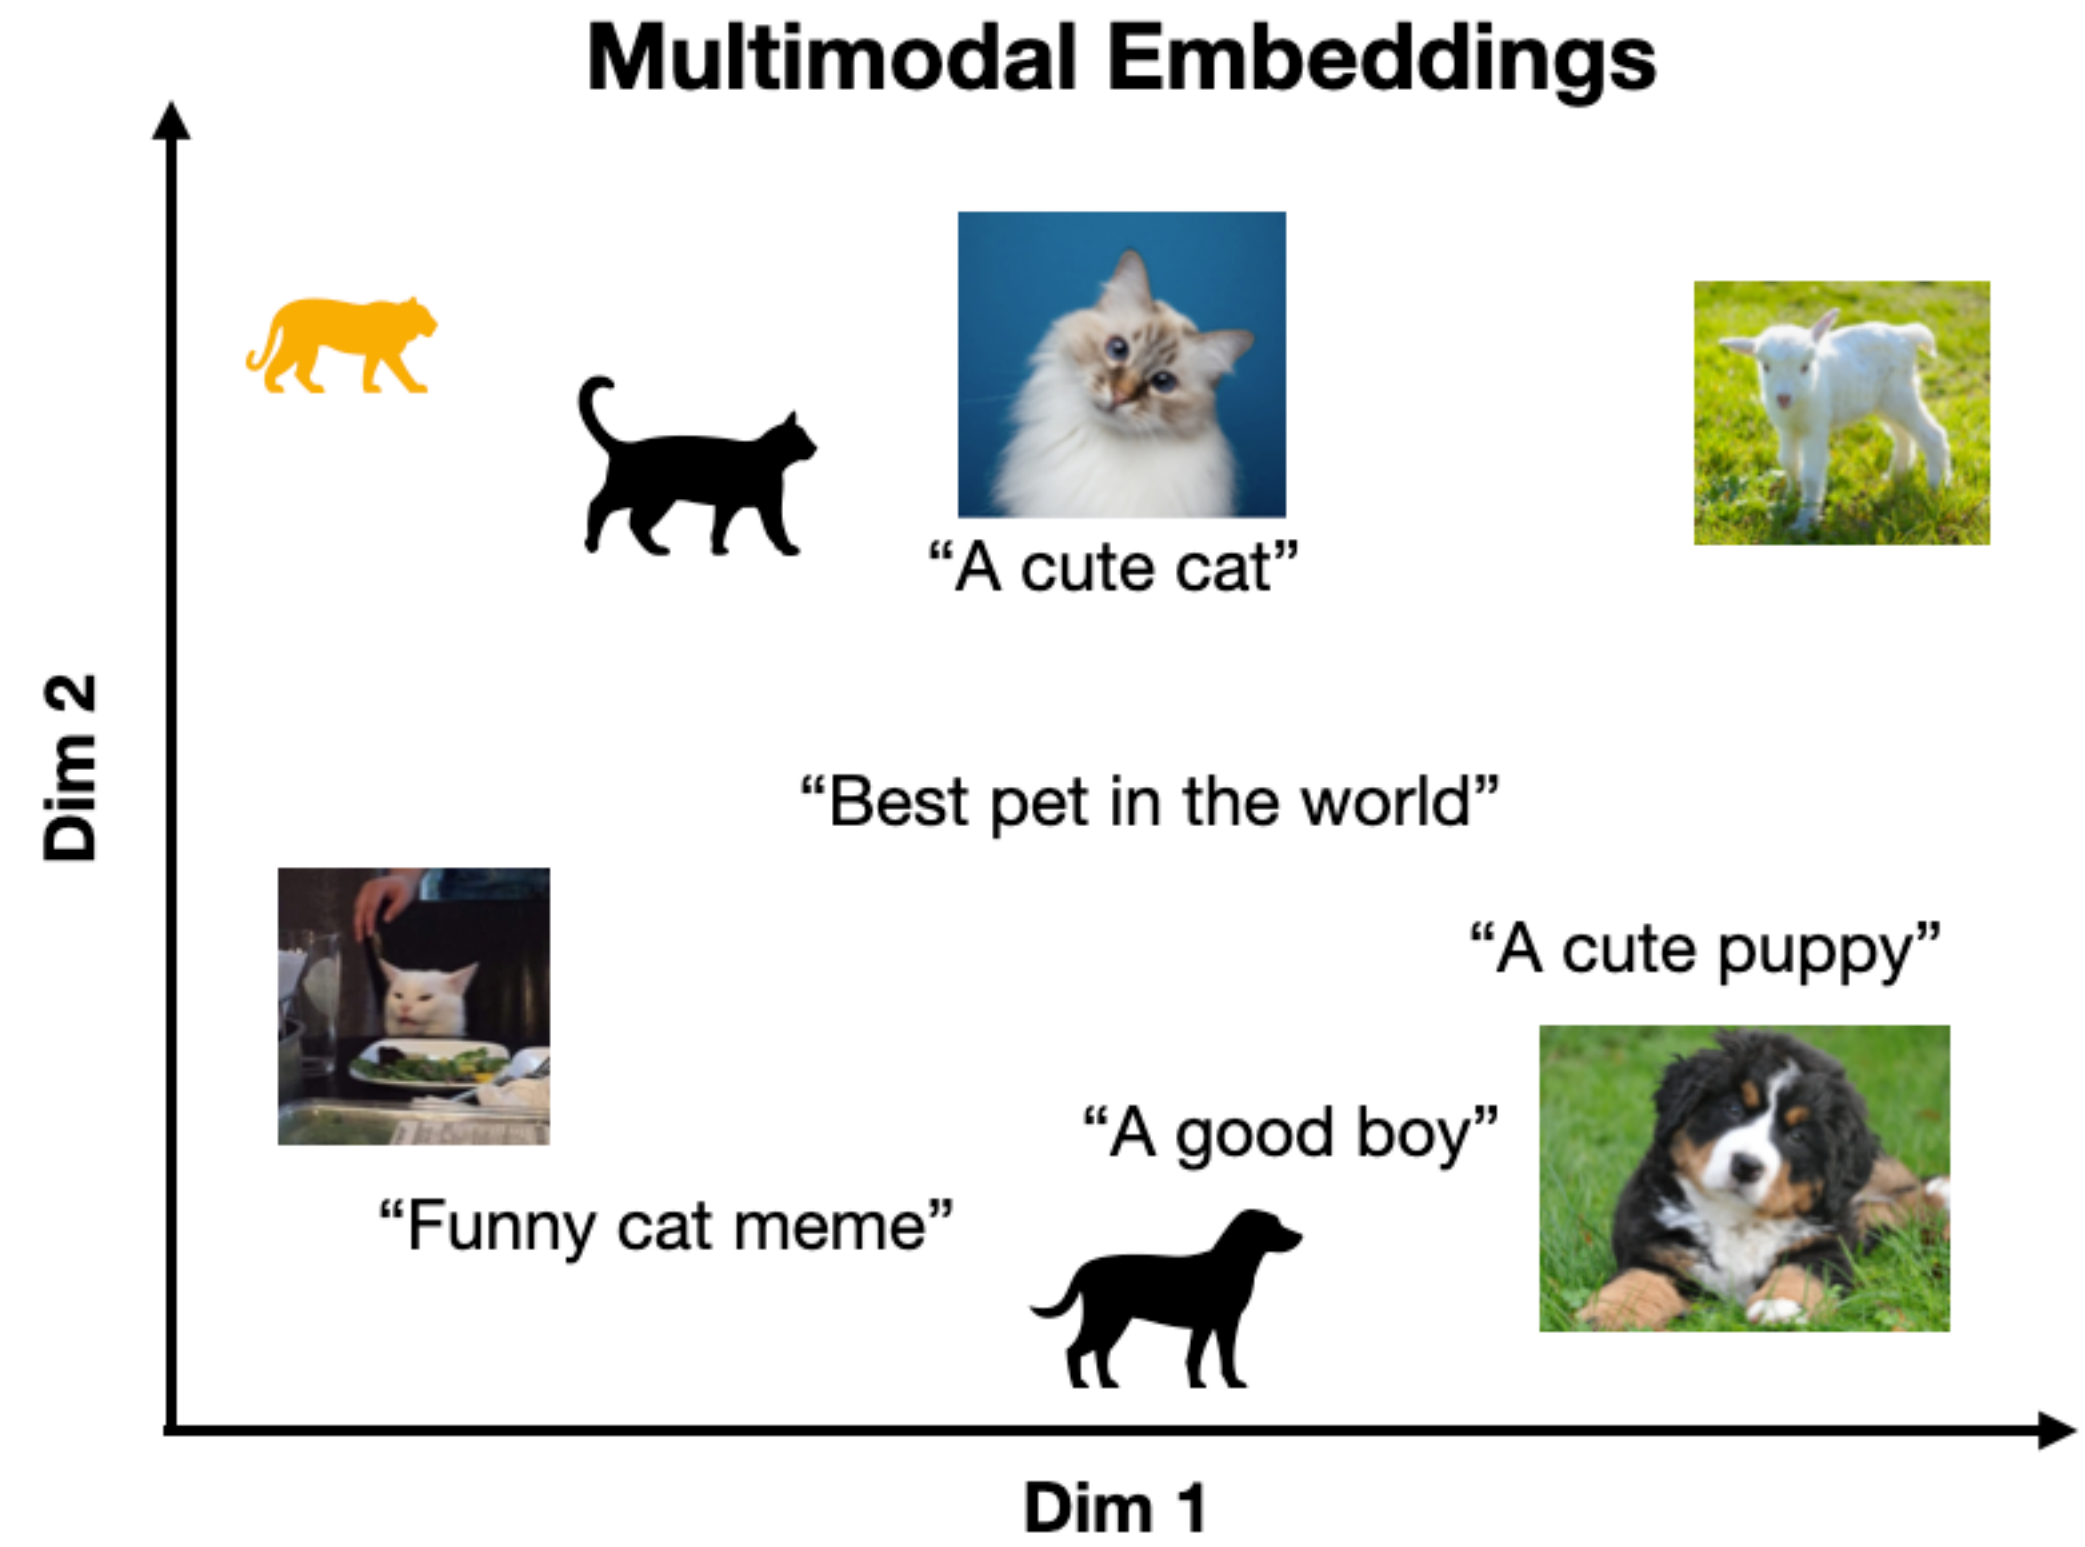 Multimodal Embeddings
“A cute cat”
Dim 2
“Best pet in the world”
“A cute puppy”
“A good boy”
“Funny cat meme”
Dim 1